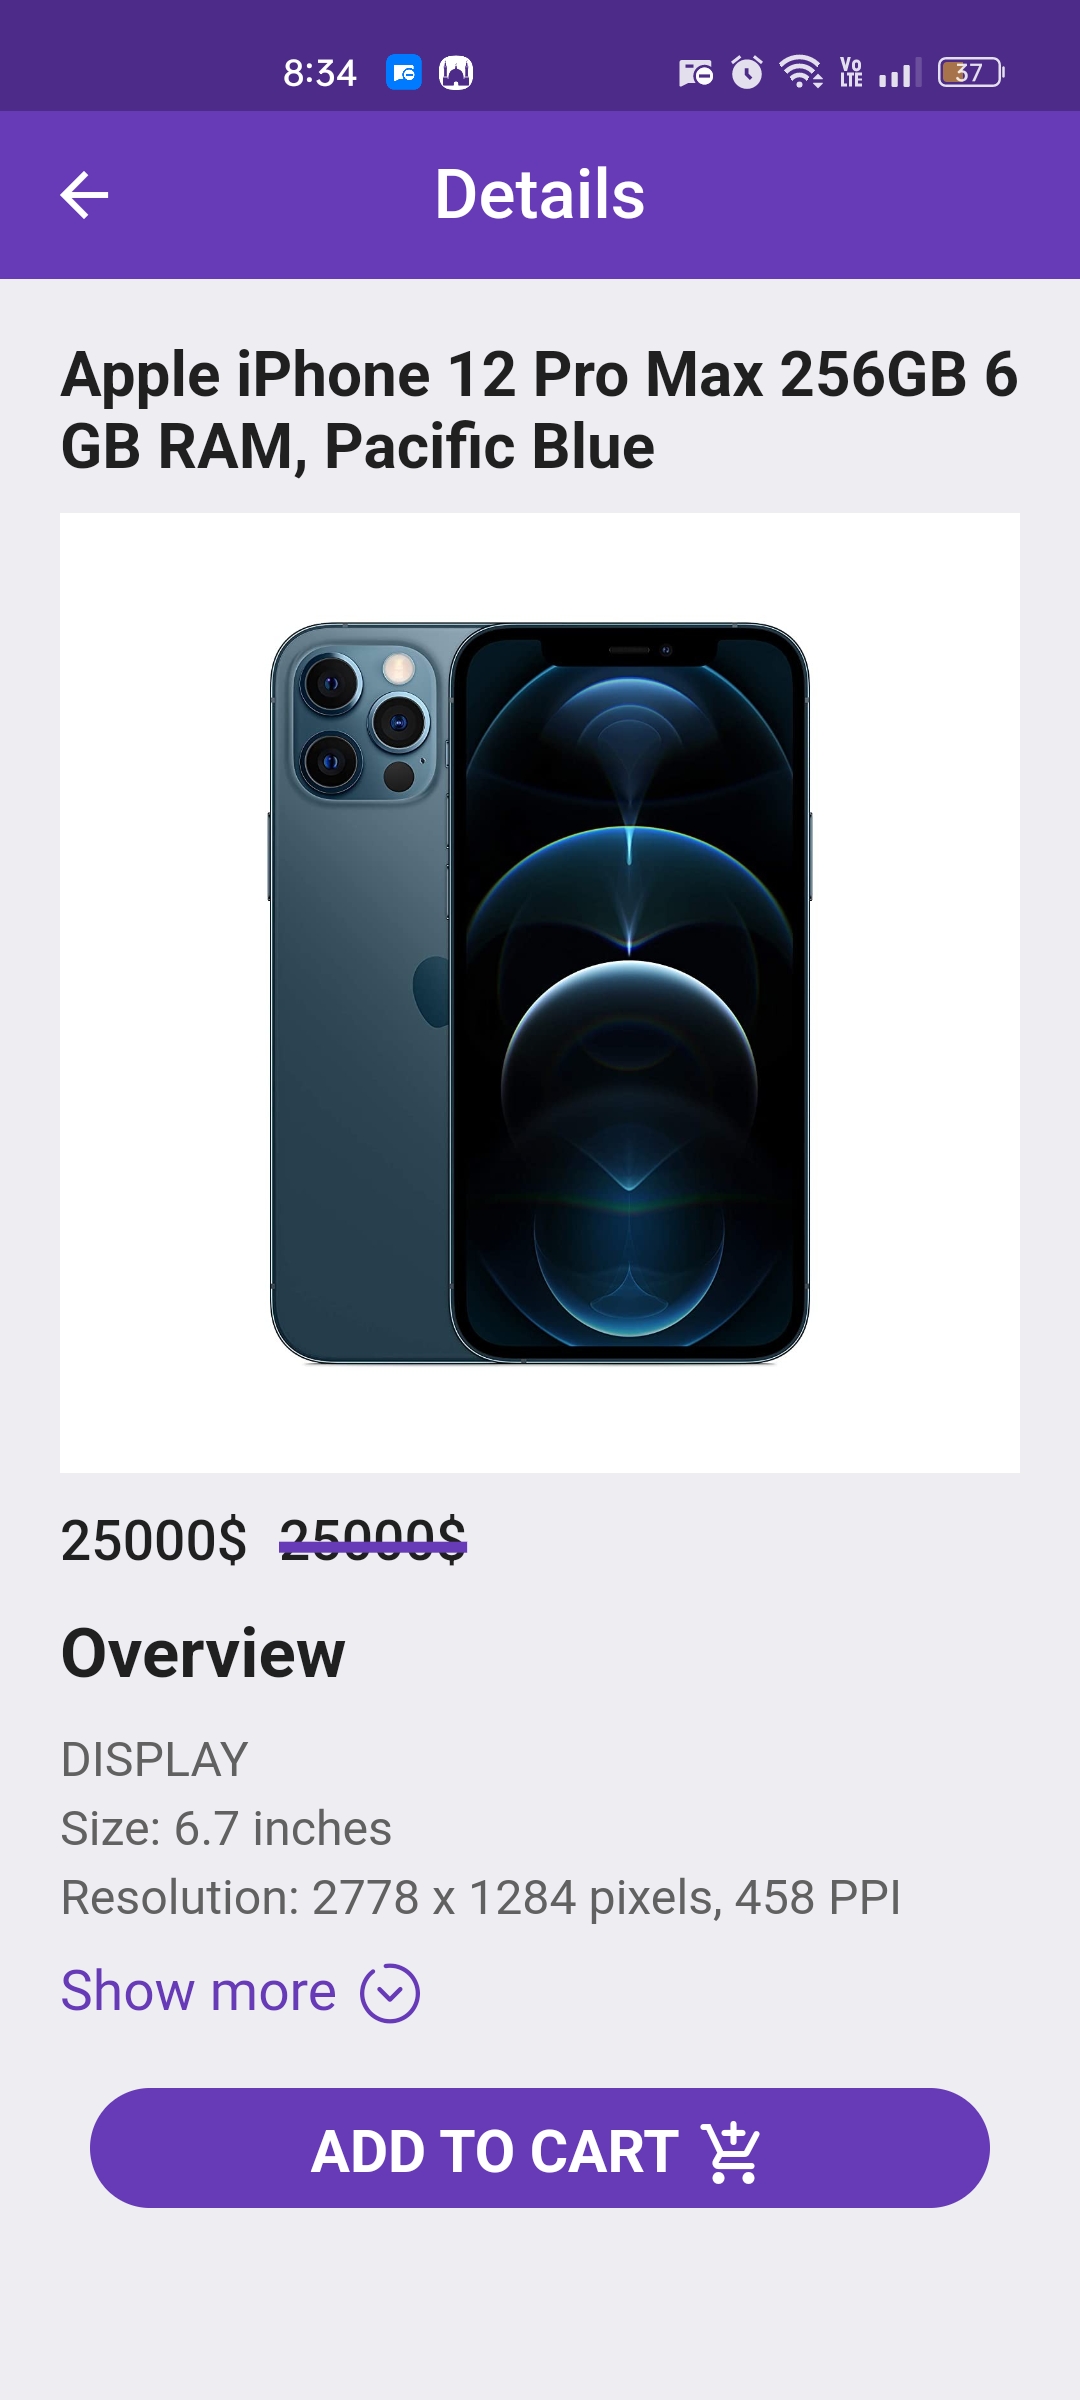 8:34
Vo
LTE
37
Details
Apple iPhone 12 Pro Max 256GB 6
GB RAM, Pacific Blue
25000$ 25000$
Overview
DISPLAY
Size: 6.7 inches
Resolution: 2778 x 1284 pixels, 458 PPI
Show more
ADD TO CART